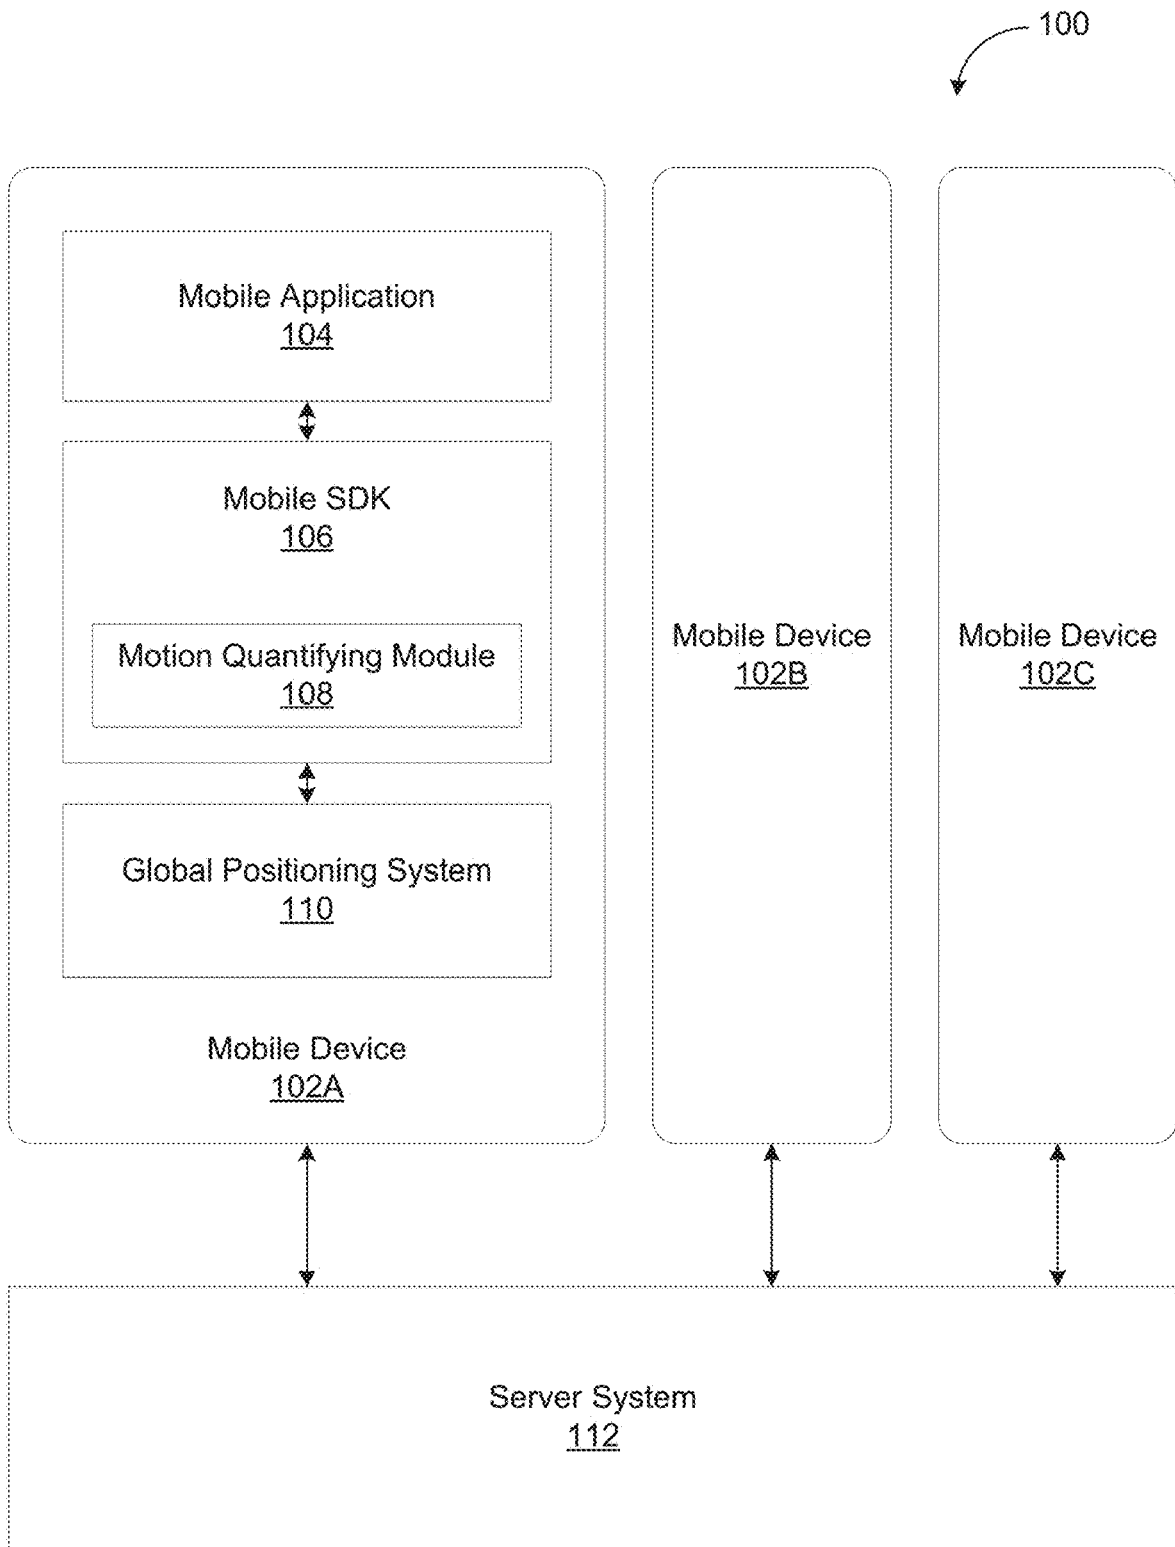 100
Mobile Application
104
Mobile SDK
106
Motion Quantifying Module
108
Global Positioning System
110
Mobile Device
102A
Mobile Device
102B
Mobile Device
102C
Server System
112